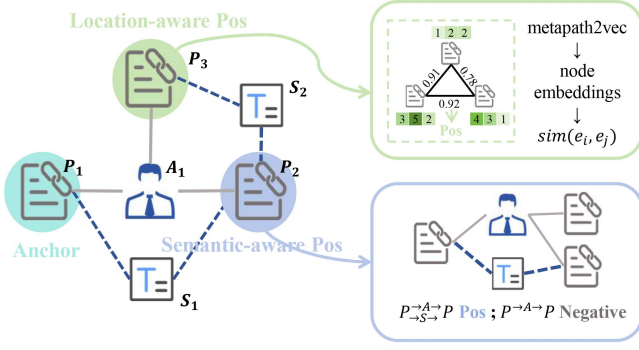 Location-aware Pos
P₃
S₂
P₁
A₁
P₂
Anchor
Semantic-aware Pos
S₁
T
T
1 2 2
0.91
0.78
0.92
3 5 2
Pos
4 3 1
metapath2vec
↓
node
embeddings
↓
sim(eᵢ, eⱼ)
T
P→A→→S→P Pos ; P→A→P Negative